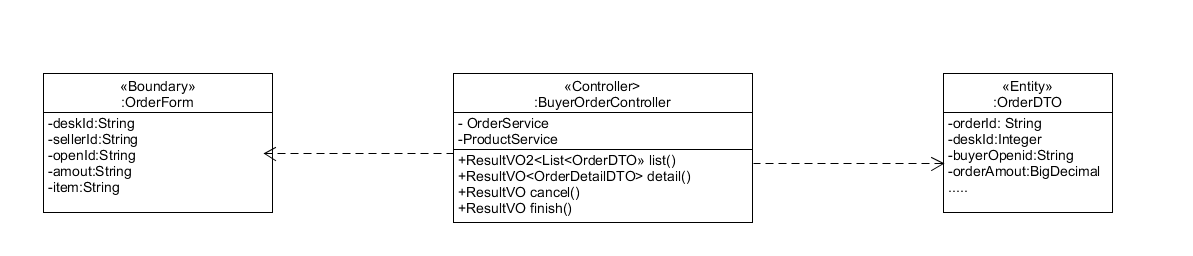 «Boundary»
:OrderForm
-deskId:String
-sellerId:String
-openId:String
-amout:String
-item:String
«Controller>
:BuyerOrderController
- OrderService
-ProductService
+ResultVO2<List<OrderDTO» list()
+ResultVO<OrderDetailDTO> detail()
+ResultVO cancel()
+ResultVO finish()
«Entity»
:OrderDTO
-orderId: String
-deskId:Integer
-buyerOpenid:String
-orderAmout:BigDecimal
.....